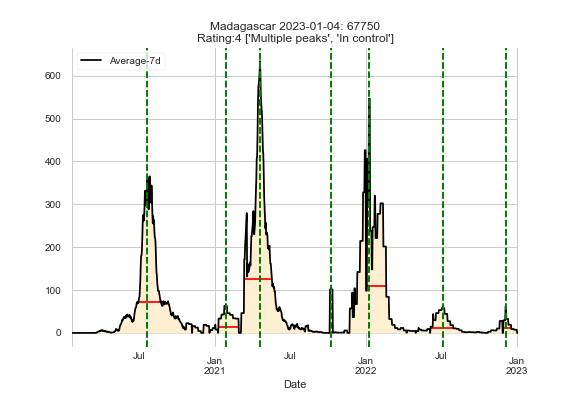 Madagascar 2023-01-04: 67750
Rating:4 ['Multiple peaks', 'In control']
Average-7d
600
500
400
300
200
100
0
Jul
Jan
2021
Jul
Jan
2022
Jul
Jan
2023
Date